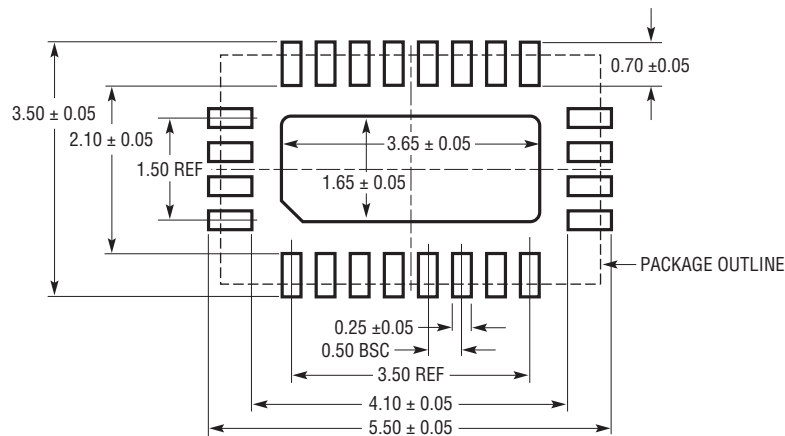 0.70 ±0.05
3.50 ± 0.05
2.10 ± 0.05
3.65 ± 0.05
1.50 REF
1.65 ± 0.05
PACKAGE OUTLINE
0.25 ±0.05
0.50 BSC
3.50 REF
4.10 ± 0.05
5.50 ± 0.05